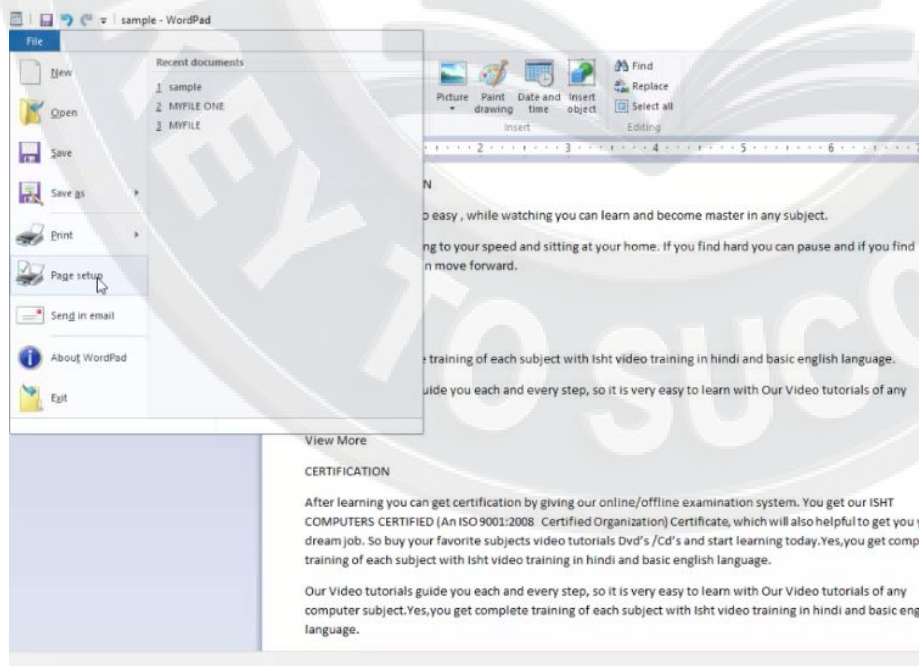 sample - WordPad
File
New
Open
Save
Save as
Print
Page setup
Send in email
About WordPad
Exit
Recent documents
1 sample
2 MYFILE ONE
3 MYFILE
Picture
Paint drawing
Date and time
Insert object
Insert
Find
Replace
Select all
Editing
1 2 3 4 5 6 7
N
o easy , while watching you can learn and become master in any subject.
ng to your speed and sitting at your home. If you find hard you can pause and if you find
n move forward.
training of each subject with Isht video training in hindi and basic english language.
uide you each and every step, so it is very easy to learn with Our Video tutorials of any
View More
CERTIFICATION
After learning you can get certification by giving our online/offline examination system. You get our ISHT
COMPUTERS CERTIFIED (An ISO 9001:2008 Certified Organization) Certificate, which will also helpful to get you y
dream job. So buy your favorite subjects video tutorials Dvd's /Cd's and start learning today.Yes,you get comp
training of each subject with Isht video training in hindi and basic english language.
Our Video tutorials guide you each and every step, so it is very easy to learn with Our Video tutorials of any
computer subject.Yes,you get complete training of each subject with Isht video training in hindi and basic eng
language.
KEY TO SUCC